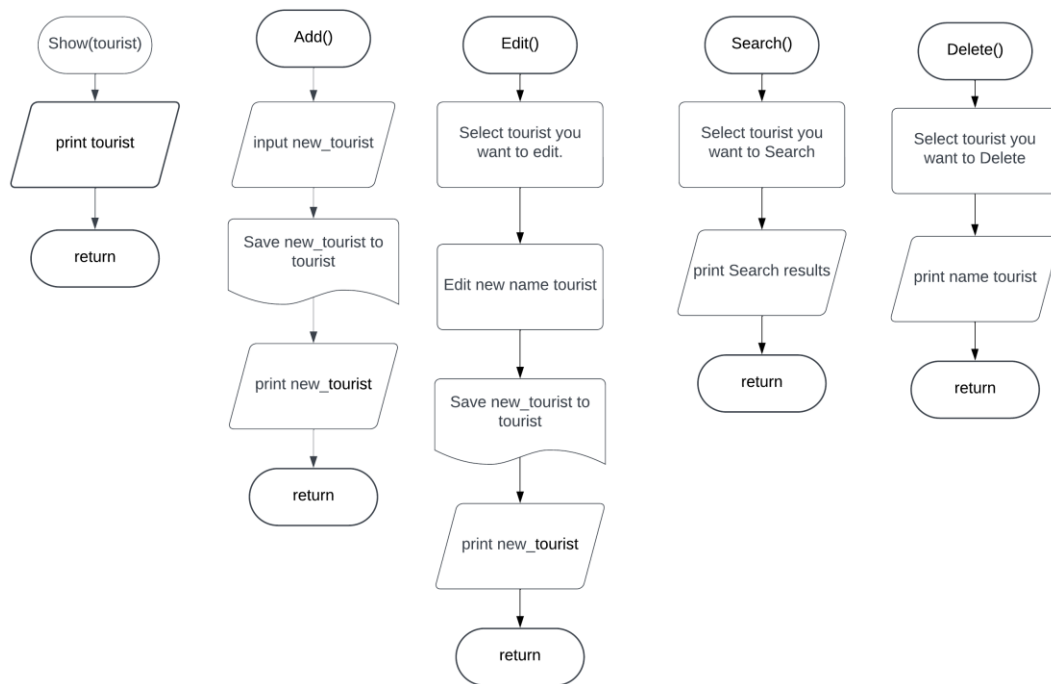 Show(tourist)
print tourist
return
Add()
input new_tourist
Save new_tourist to
tourist
print new_tourist
return
Edit()
Select tourist you
want to edit.
Edit new name tourist
Save new_tourist to
tourist
print new_tourist
return
Search()
Select tourist you
want to Search
print Search results
return
Delete()
Select tourist you
want to Delete
print name tourist
return